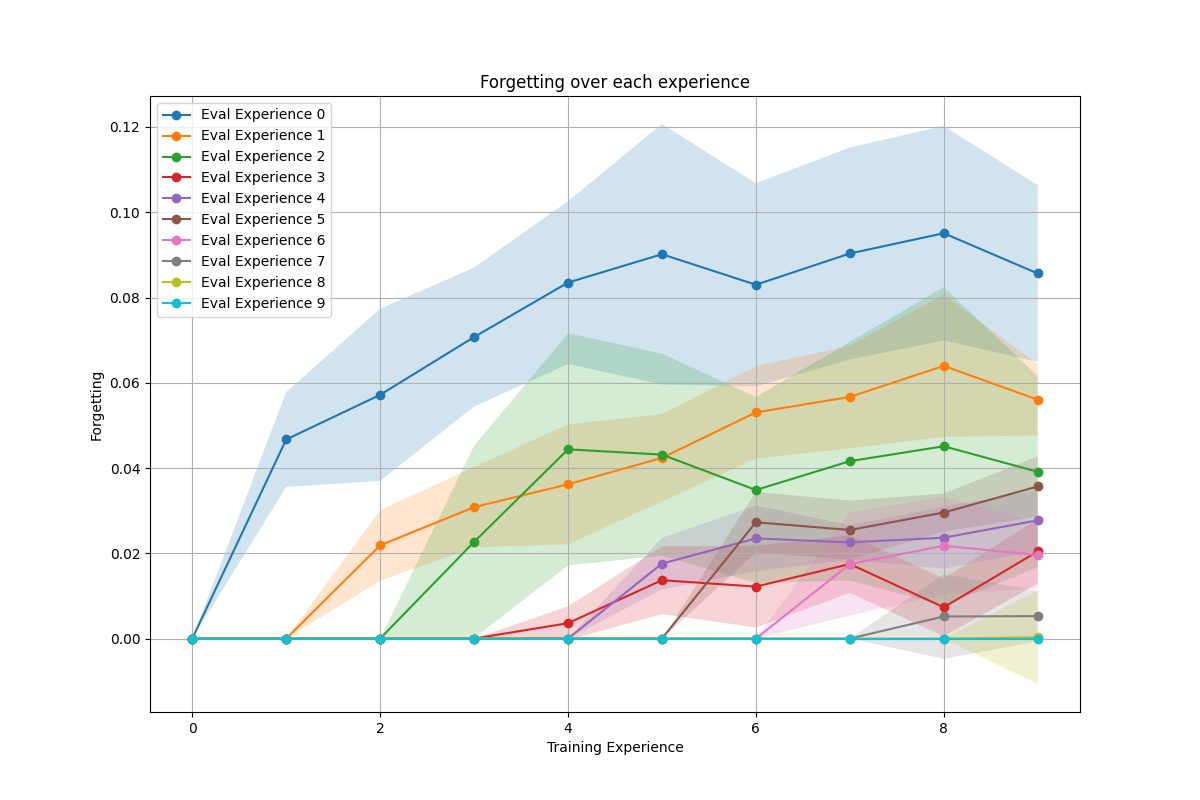 Forgetting over each experience
Eval Experience 0
Eval Experience 1
Eval Experience 2
Eval Experience 3
Eval Experience 4
Eval Experience 5
Eval Experience 6
Eval Experience 7
Eval Experience 8
Eval Experience 9
0.12
0.10
0.08
0.06
0.04
0.02
0.00
Forgetting
0 2 4 6 8
Training Experience